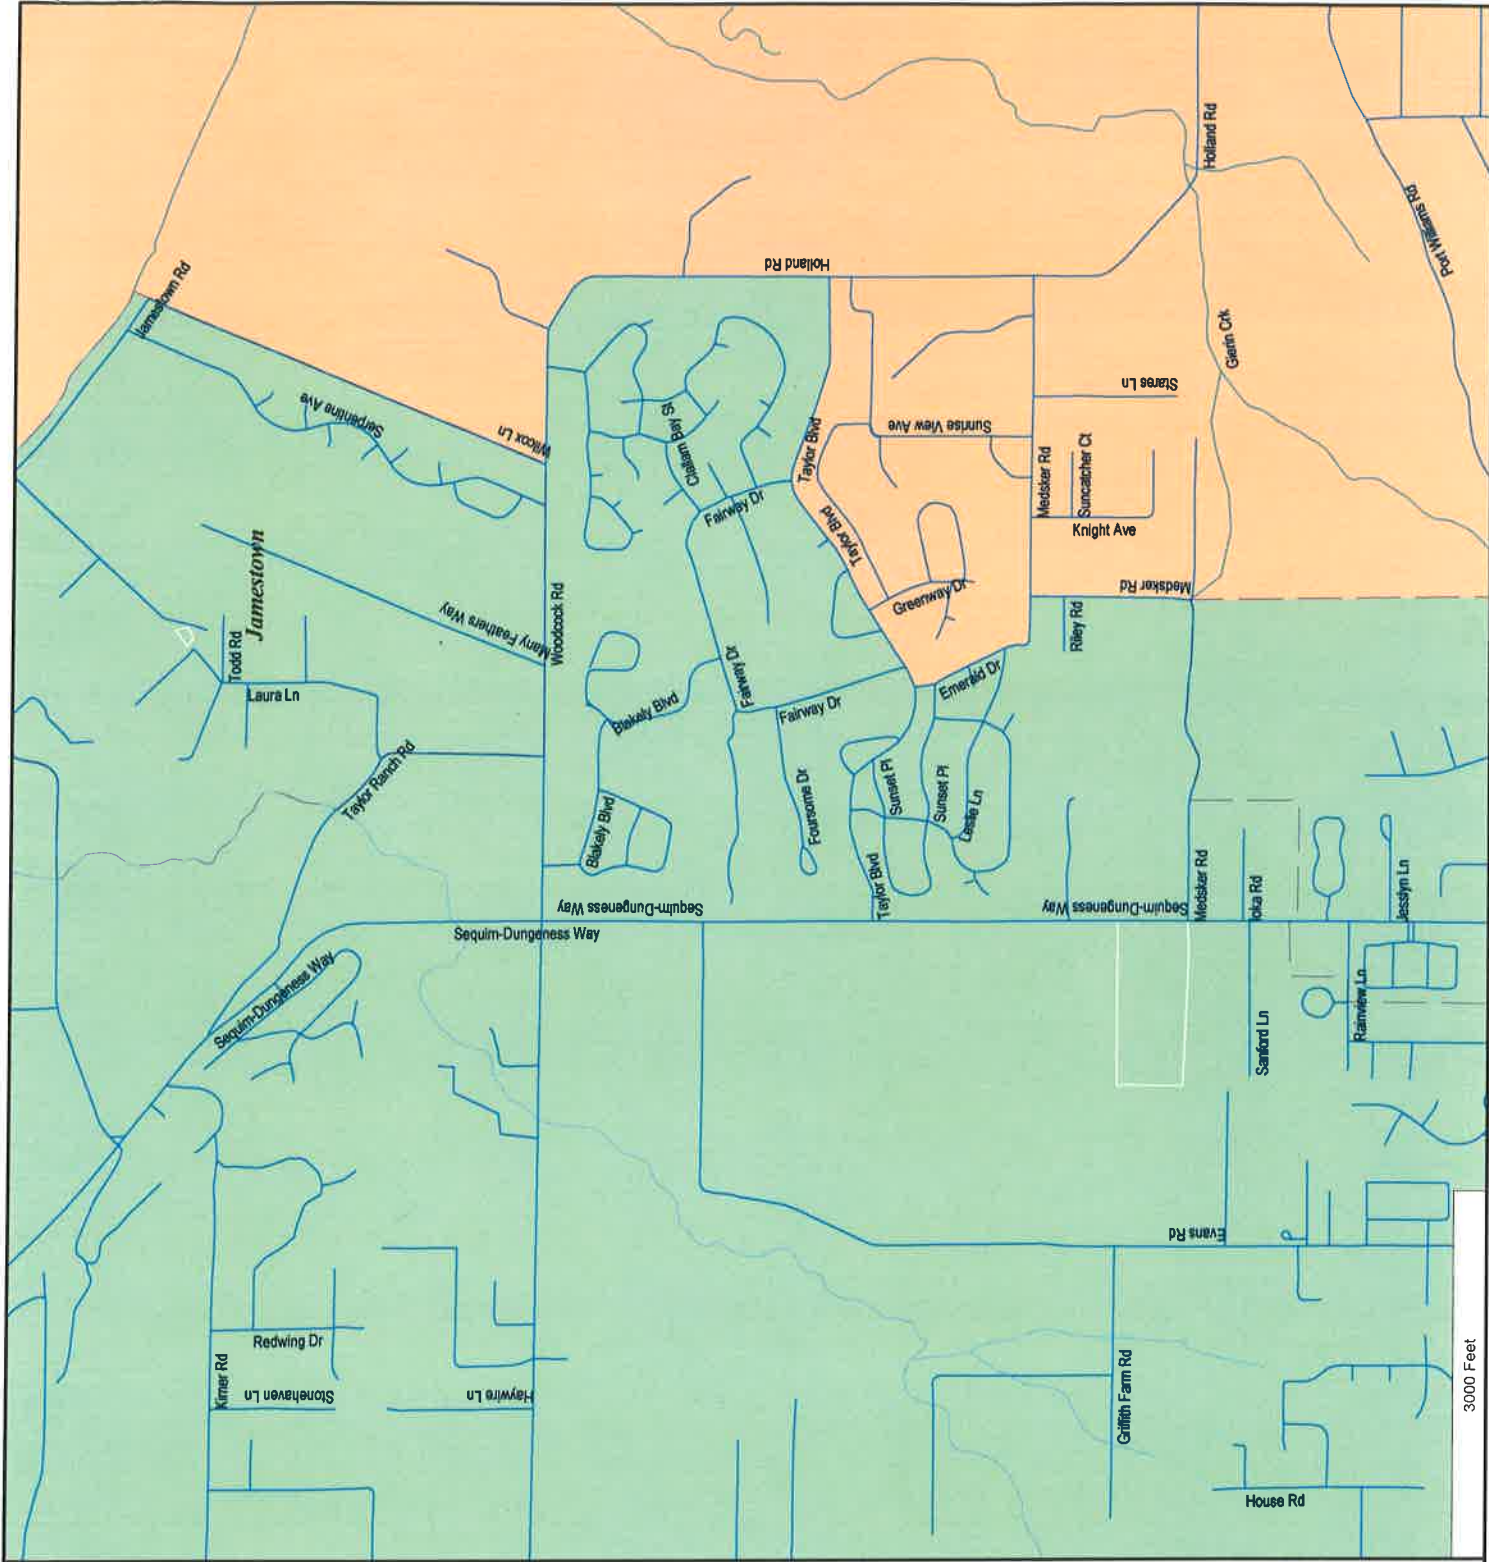 Holland Rd
Port Williams Rd
Jamestown Rd
Holland Rd
Gierin Crk
Stares Ln
Serpentine Ave
Wilcox Ln
Clallam Bay St
Taylor Blvd
Sunrise View Ave
Medsker Rd
Suncatcher Ct
Knight Ave
Fairway Dr
Taylor Blvd
Jamestown
Many Feathers Way
Woodcock Rd
Greenway Dr
Medsker Rd
Riley Rd
Todd Rd
Laura Ln
Fairway Dr
Blakely Blvd
Fairway Dr
Emerald Dr
Taylor Ranch Rd
Foursome Dr
Sunset Pl
Sunset Pl
Leslie Ln
Blakely Blvd
Taylor Blvd
Medsker Rd
Ioka Rd
Jesslyn Ln
Sequim-Dungeness Way
Sequim-Dungeness Way
Sequim-Dungeness Way
Sequim-Dungeness Way
Sanford Ln
Rainview Ln
Evans Rd
Redwing Dr
Kirner Rd
Stonehaven Ln
Haywire Ln
Griffith Farm Rd
House Rd
3000 Feet